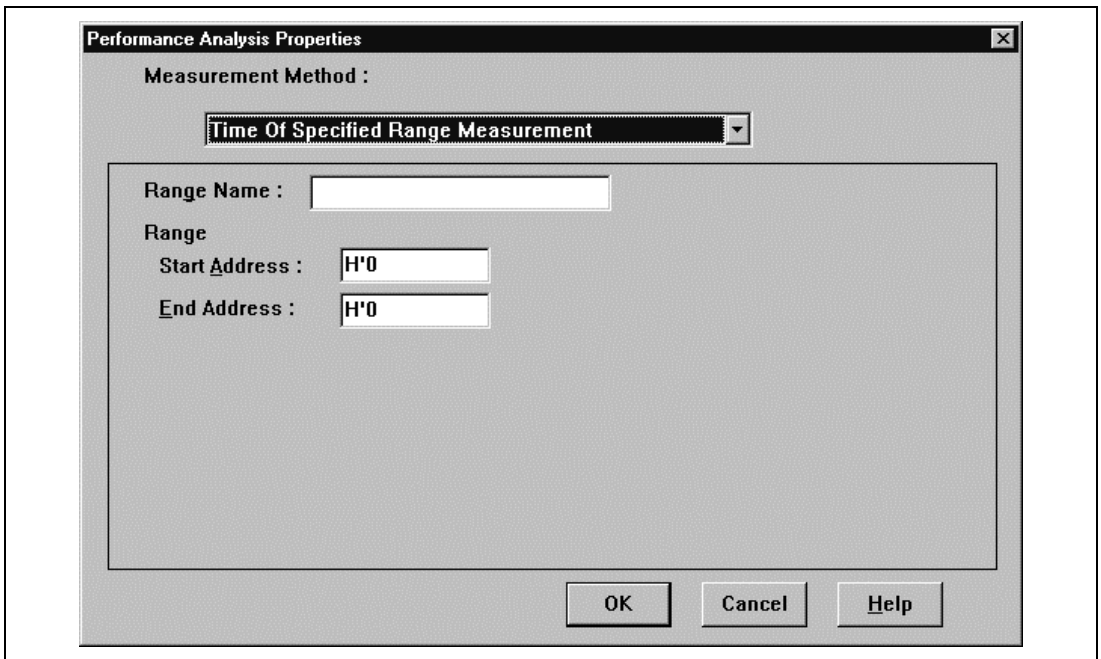 Performance Analysis Properties
Measurement Method :
Time Of Specified Range Measurement
Range Name :
Range
Start Address : H'0
End Address : H'0
OK Cancel Help